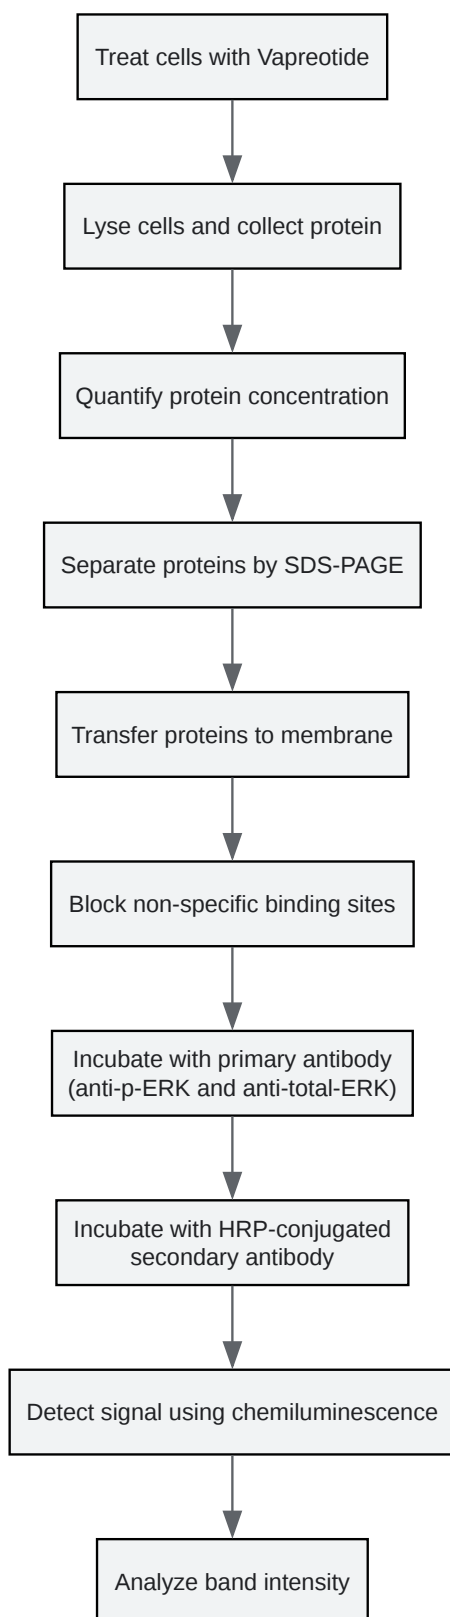 Treat cells with Vapreotide
Lyse cells and collect protein
Quantify protein concentration
Separate proteins by SDS-PAGE
Transfer proteins to membrane
Block non-specific binding sites
Incubate with primary antibody
(anti-p-ERK and anti-total-ERK)
Incubate with HRP-conjugated
secondary antibody
Detect signal using chemiluminescence
Analyze band intensity